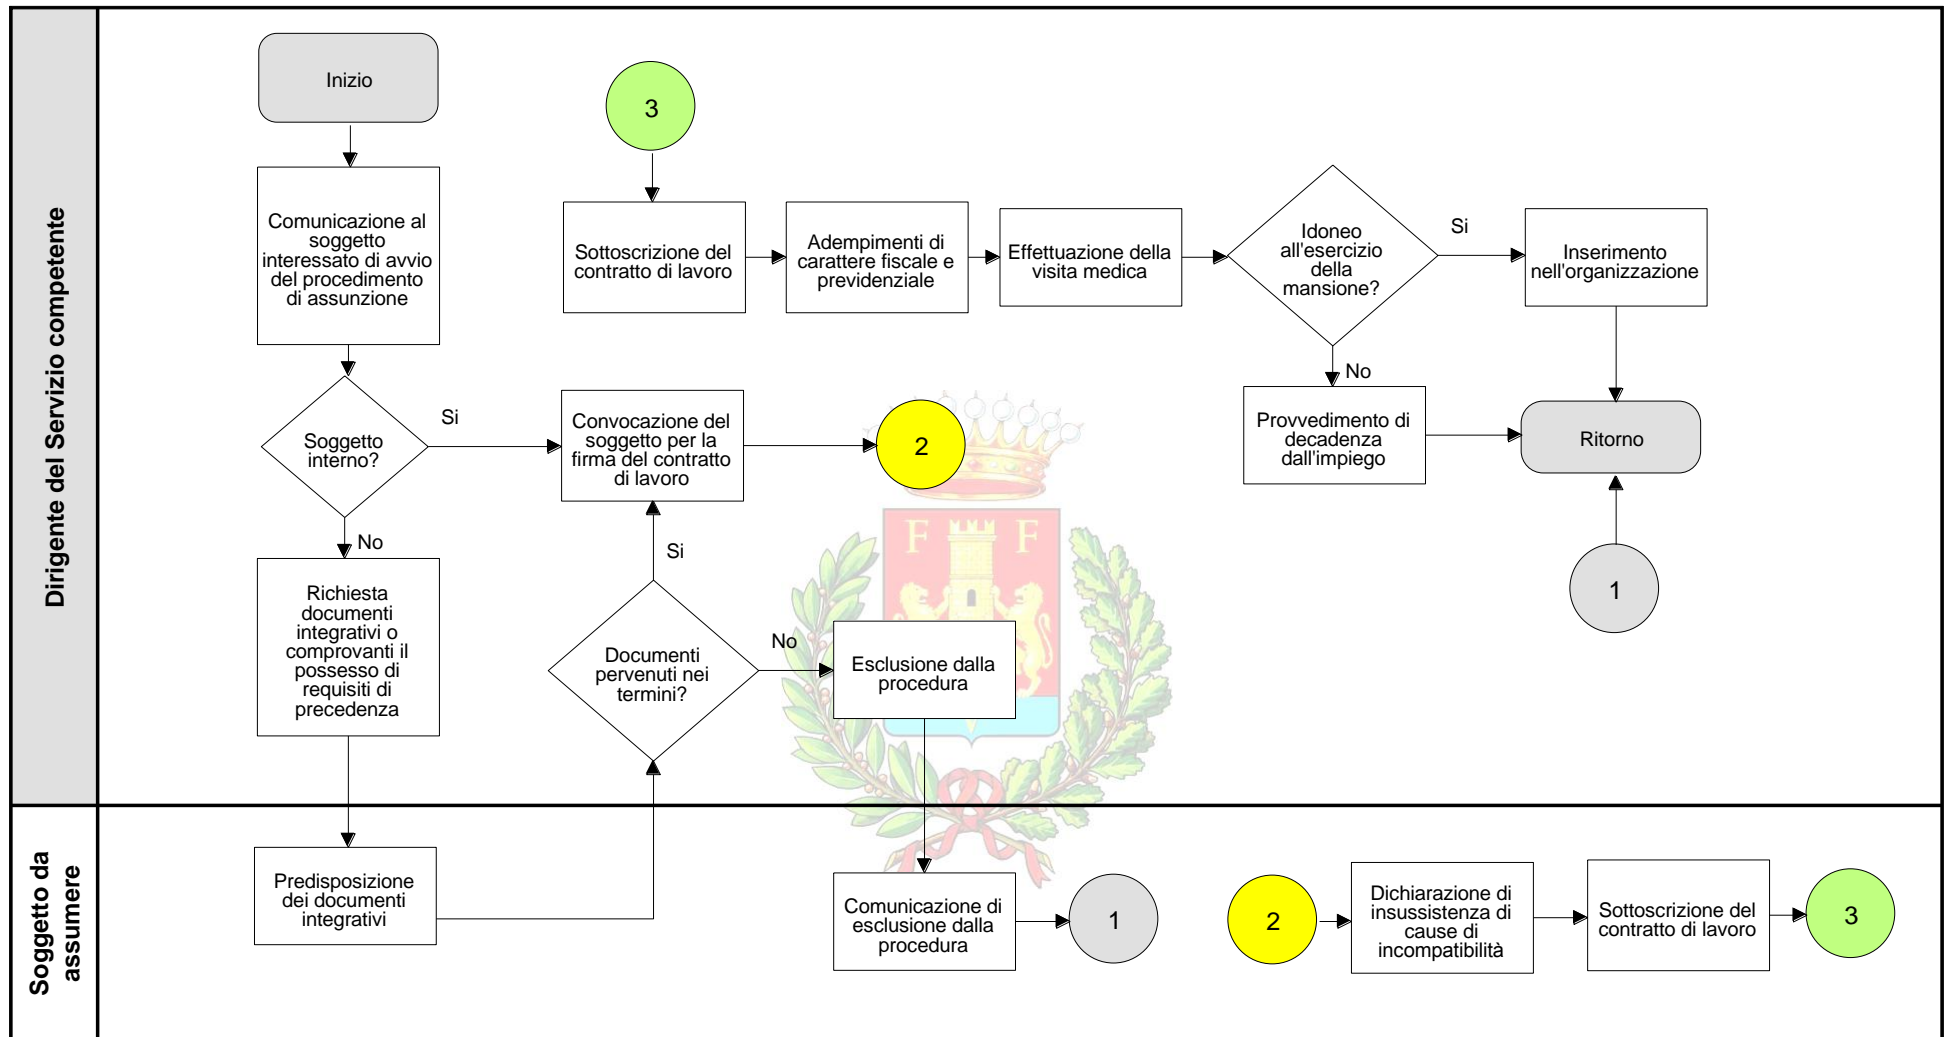 Dirigente del Servizio competente
Inizio
Comunicazione al
soggetto
interessato di avvio
del procedimento
di assunzione
Soggetto
interno?
Si
No
Richiesta
documenti
integrativi o
comprovanti il
possesso di
requisiti di
precedenza
3
Sottoscrizione del
contratto di lavoro
Adempimenti di
carattere fiscale e
previdenziale
Effettuazione della
visita medica
Idoneo
all'esercizio
della
mansione?
Si
No
Inserimento
nell'organizzazione
Provvedimento di
decadenza
dall'impiego
Ritorno
1
Convocazione del
soggetto per la
firma del contratto
di lavoro
2
Si
Documenti
pervenuti nei
termini?
No
Esclusione dalla
procedura
F F
Soggetto da
assumere
Predisposizione
dei documenti
integrativi
Comunicazione di
esclusione dalla
procedura
1
2
Dichiarazione di
insussistenza di
cause di
incompatibilità
Sottoscrizione del
contratto di lavoro
3